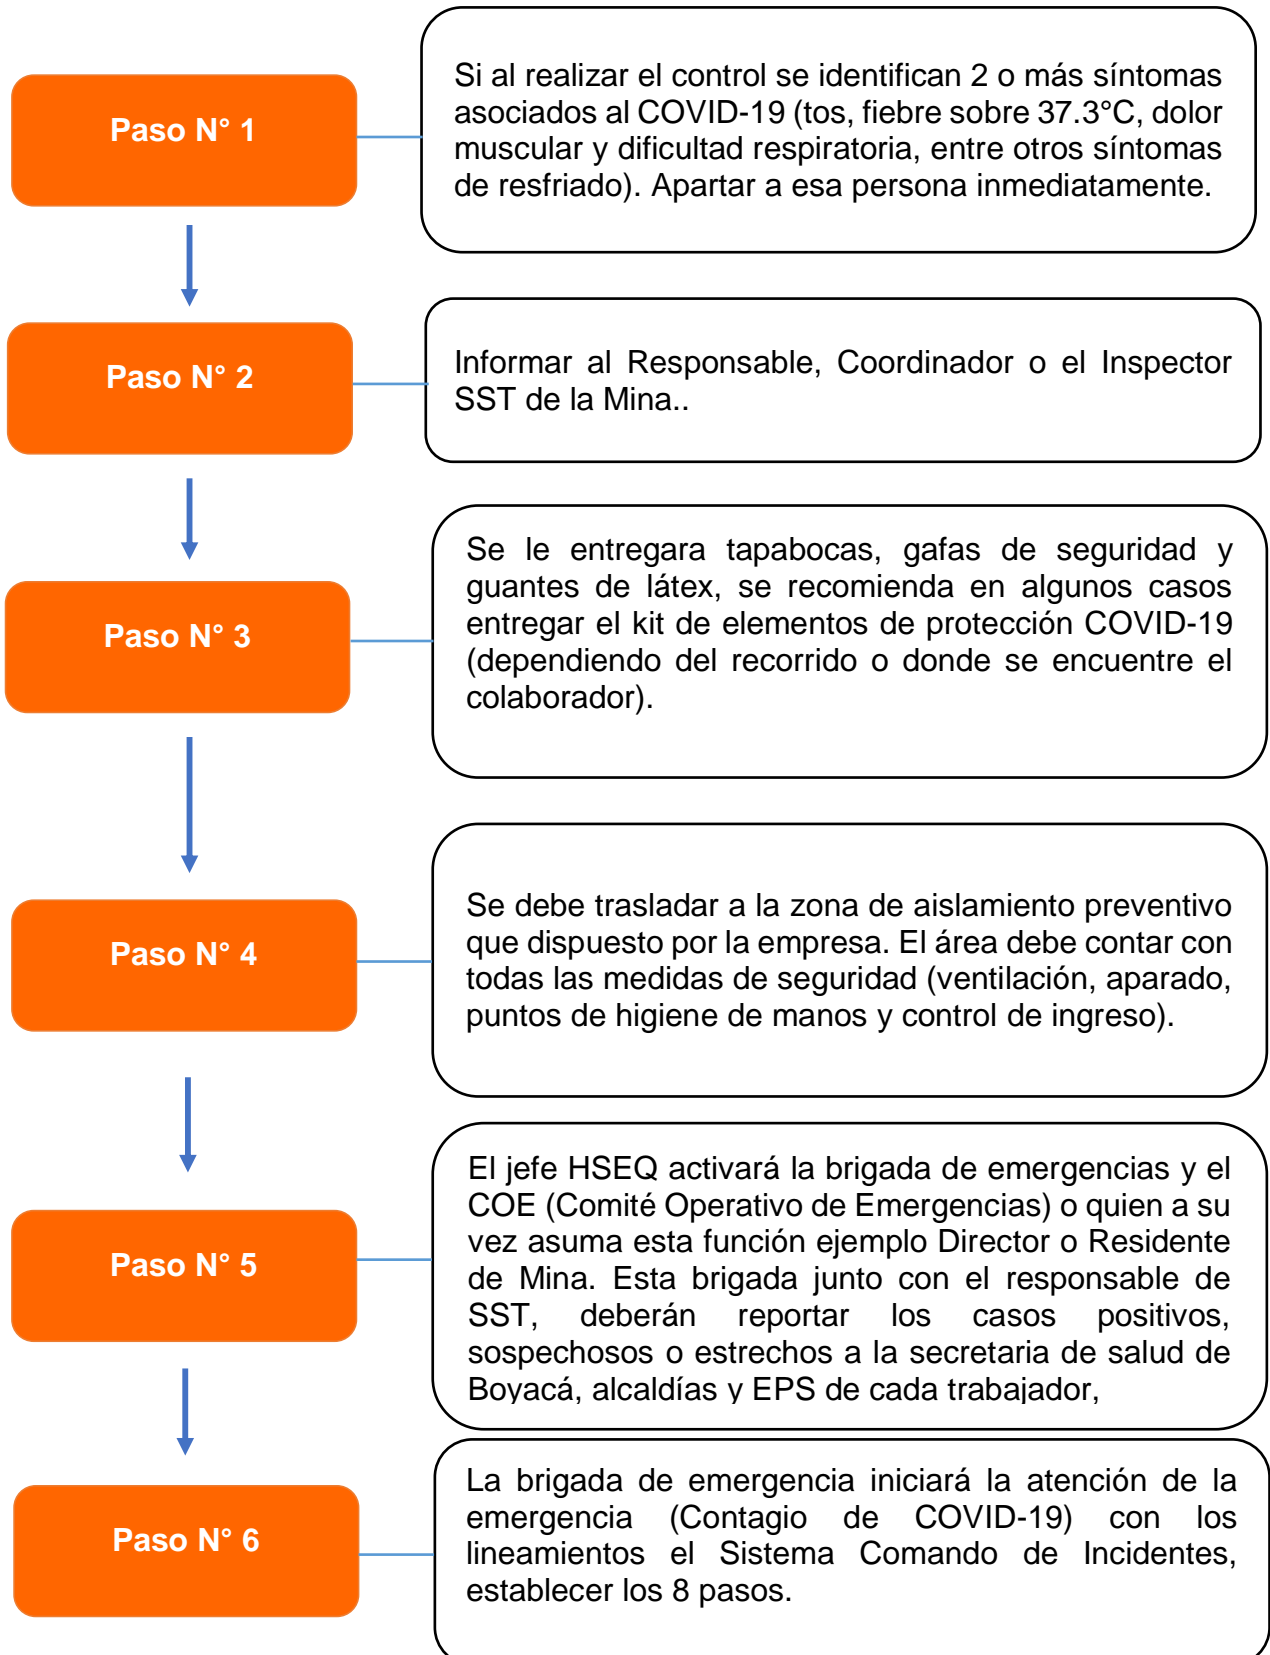 Paso N° 1
Si al realizar el control se identifican 2 o más síntomas
asociados al COVID-19 (tos, fiebre sobre 37.3°C, dolor
muscular y dificultad respiratoria, entre otros síntomas
de resfriado). Apartar a esa persona inmediatamente.
Paso N° 2
Informar al Responsable, Coordinador o el Inspector
SST de la Mina..
Paso N° 3
Se le entregara tapabocas, gafas de seguridad y
guantes de látex, se recomienda en algunos casos
entregar el kit de elementos de protección COVID-19
(dependiendo del recorrido o donde se encuentre el
colaborador).
Paso N° 4
Se debe trasladar a la zona de aislamiento preventivo
que dispuesto por la empresa. El área debe contar con
todas las medidas de seguridad (ventilación, aparado,
puntos de higiene de manos y control de ingreso).
Paso N° 5
El jefe HSEQ activará la brigada de emergencias y el
COE (Comité Operativo de Emergencias) o quien a su
vez asuma esta función ejemplo Director o Residente
de Mina. Esta brigada junto con el responsable de
SST, deberán reportar los casos positivos,
sospechosos o estrechos a la secretaria de salud de
Boyacá, alcaldías y EPS de cada trabajador,
Paso N° 6
La brigada de emergencia iniciará la atención de la
emergencia (Contagio de COVID-19) con los
lineamientos el Sistema Comando de Incidentes,
establecer los 8 pasos.